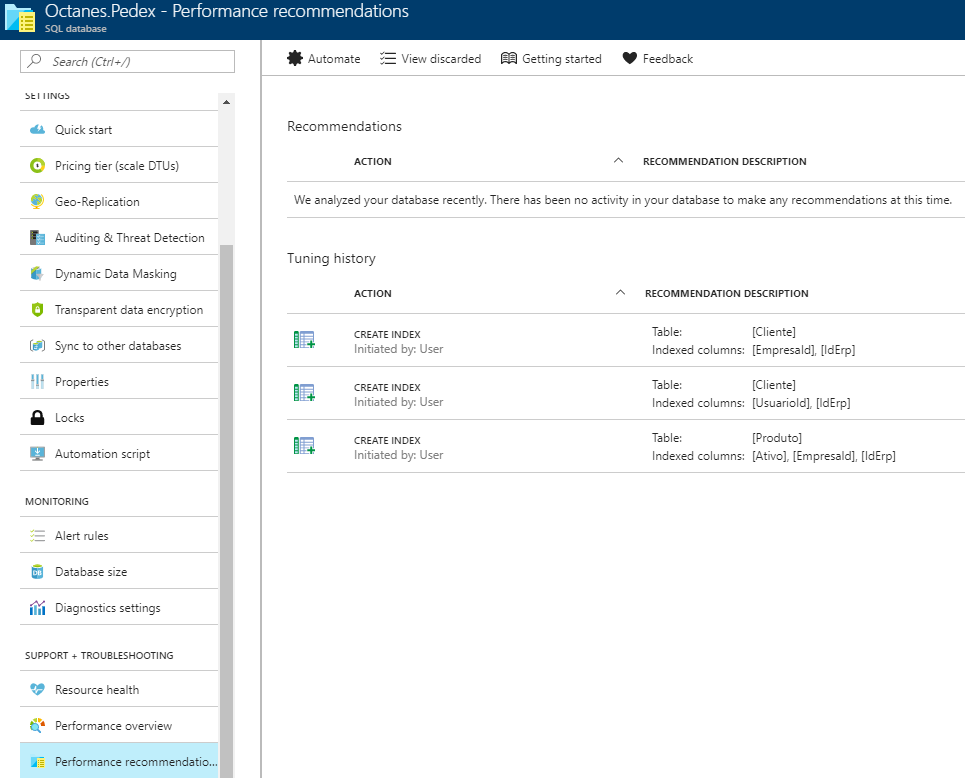 Octanes.Pedex - Performance recommendations
SQL database
Search (Ctrl+/)
SETTINGS
Quick start
Pricing tier (scale DTUs)
Geo-Replication
Auditing & Threat Detection
Dynamic Data Masking
Transparent data encryption
Sync to other databases
Properties
Locks
Automation script
MONITORING
Alert rules
Database size
Diagnostics settings
SUPPORT + TROUBLESHOOTING
Resource health
Performance overview
Performance recommendatio...
Automate View discarded Getting started Feedback
Recommendations
ACTION RECOMMENDATION DESCRIPTION
We analyzed your database recently. There has been no activity in your database to make any recommendations at this time.
Tuning history
ACTION RECOMMENDATION DESCRIPTION
CREATE INDEX
Initiated by: User
Table: [Cliente]
Indexed columns: [EmpresaId], [IdErp]
CREATE INDEX
Initiated by: User
Table: [Cliente]
Indexed columns: [UsuarioId], [IdErp]
CREATE INDEX
Initiated by: User
Table: [Produto]
Indexed columns: [Ativo], [EmpresaId], [IdErp]